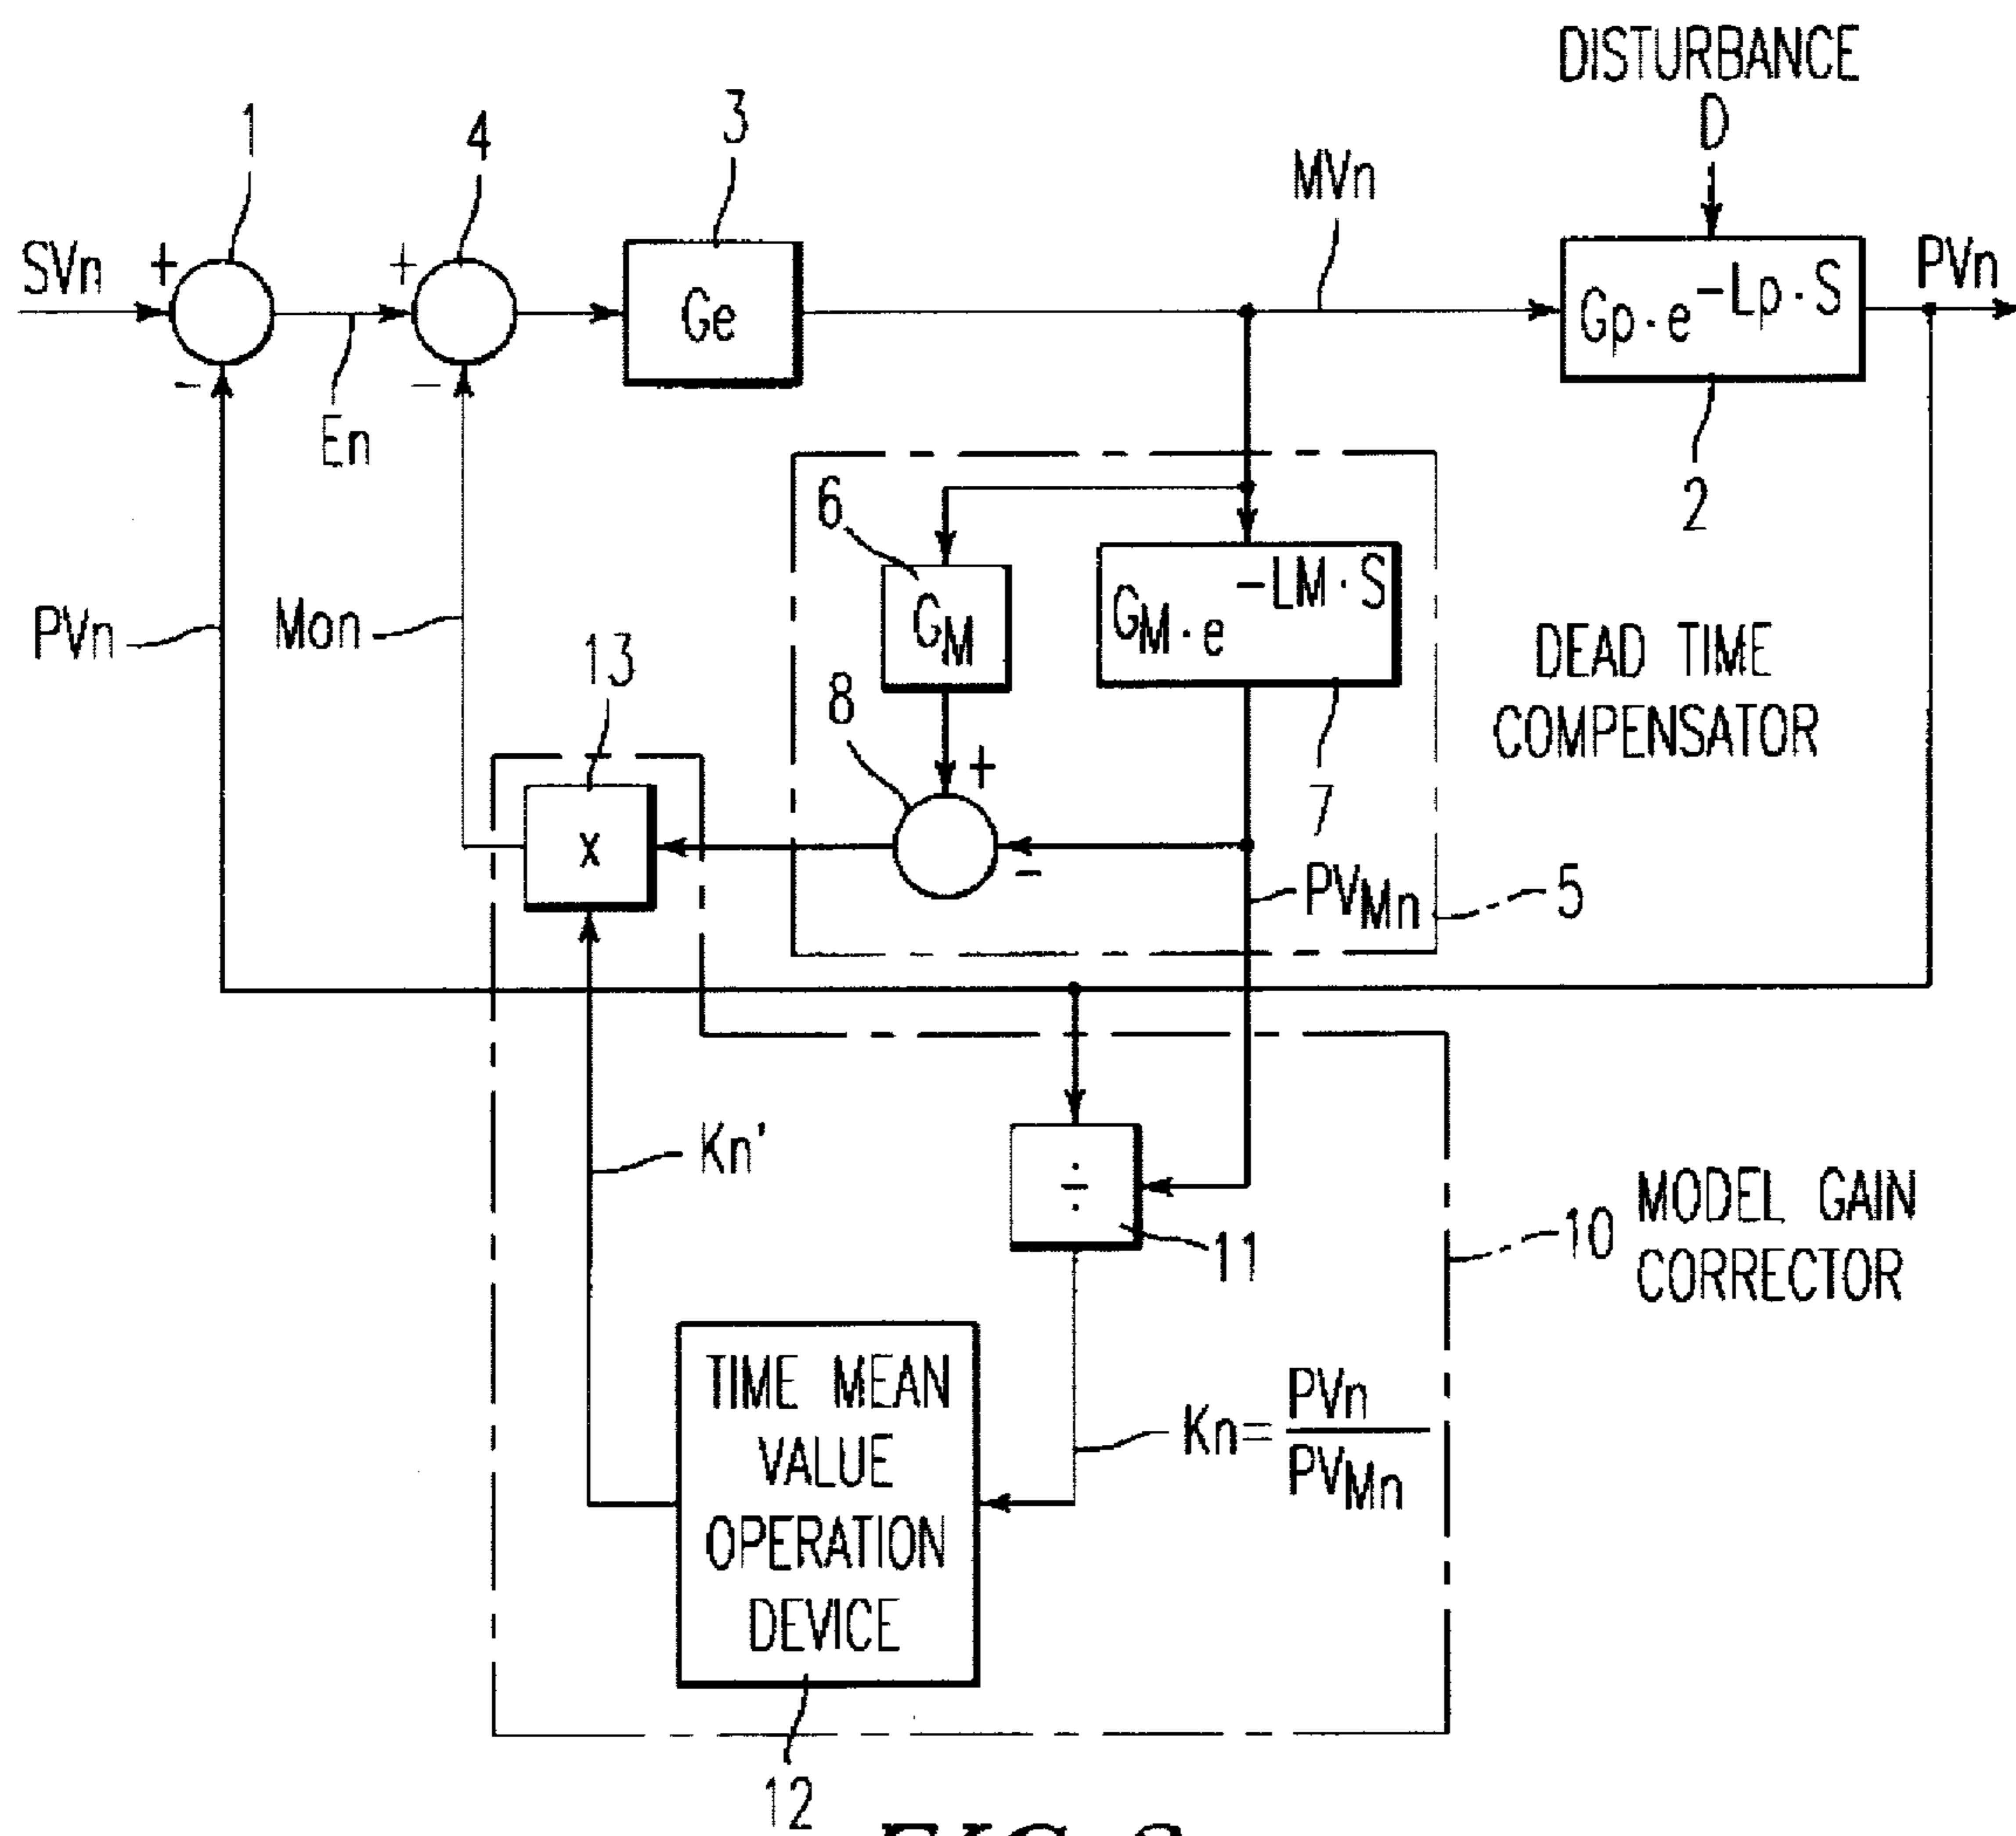 DISTURBANCE
D
1
4
3
MVn
SVn
+
+
Ge
Gp·e^-Lp·S
PVn
-
-
En
2
6
GM
GM·e^-LM·S
PVn
Mon
13
8
DEAD TIME
COMPENSATOR
+
7
x
-
PVMn
5
Kn'
÷
11
10
MODEL GAIN
CORRECTOR
TIME MEAN
VALUE
OPERATION
DEVICE
Kn=PVn/PVMn
12